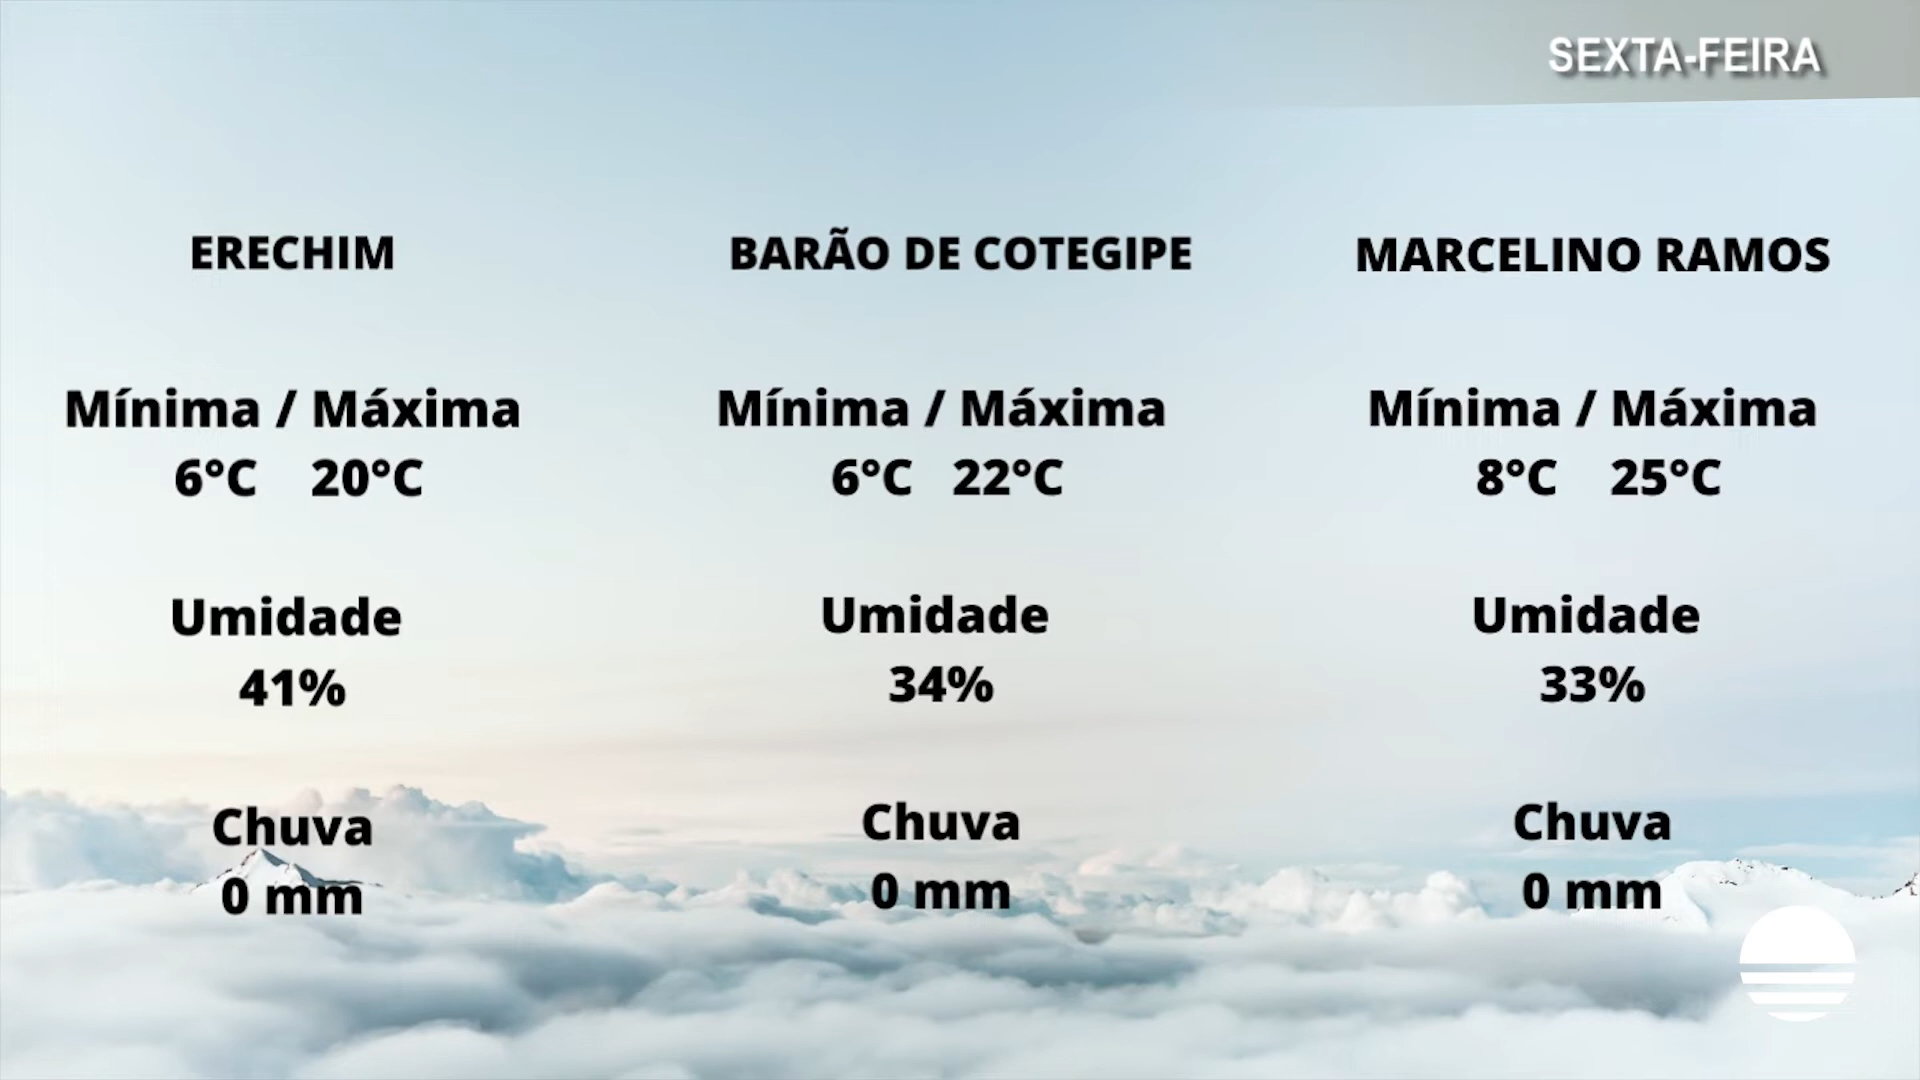 SEXTA-FEIRA
ERECHIM
Mínima / Máxima
6°C 20°C
Umidade
41%
Chuva
0 mm
BARÃO DE COTEGIPE
Mínima / Máxima
6°C 22°C
Umidade
34%
Chuva
0 mm
MARCELINO RAMOS
Mínima / Máxima
8°C 25°C
Umidade
33%
Chuva
0 mm